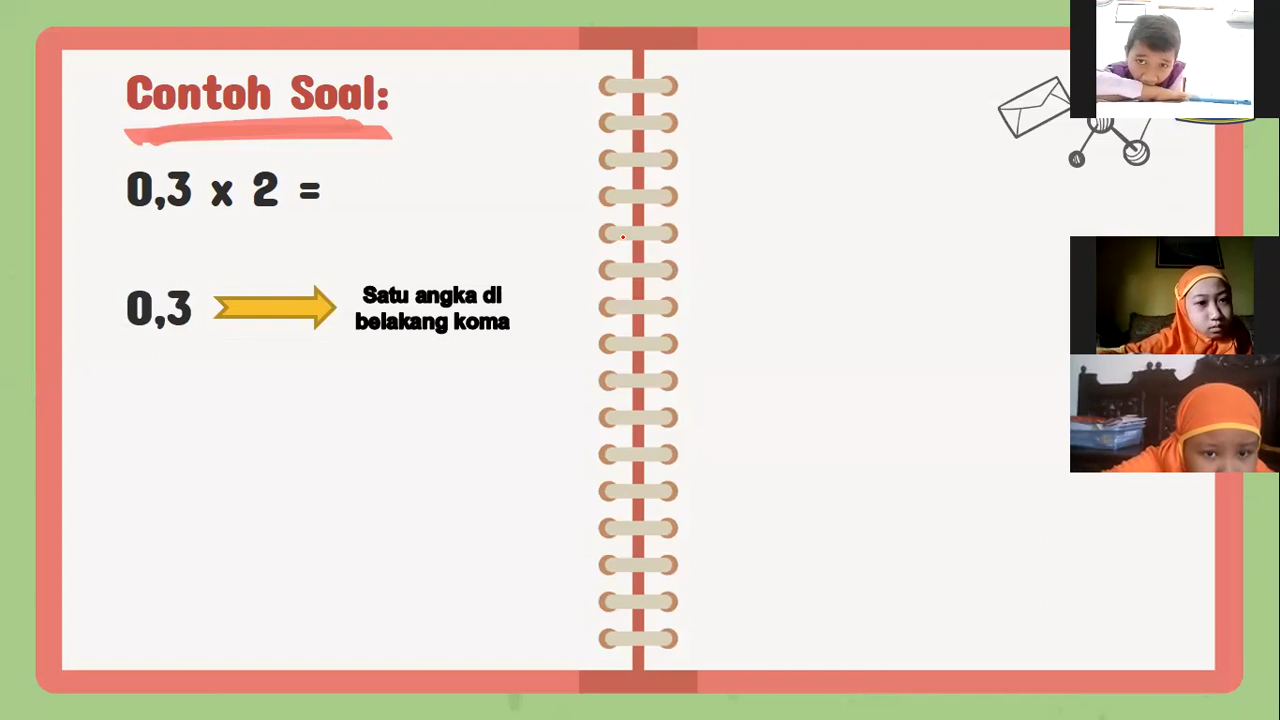 Contoh Soal:
0,3 x 2 =
0,3
Satu angka di
belakang koma